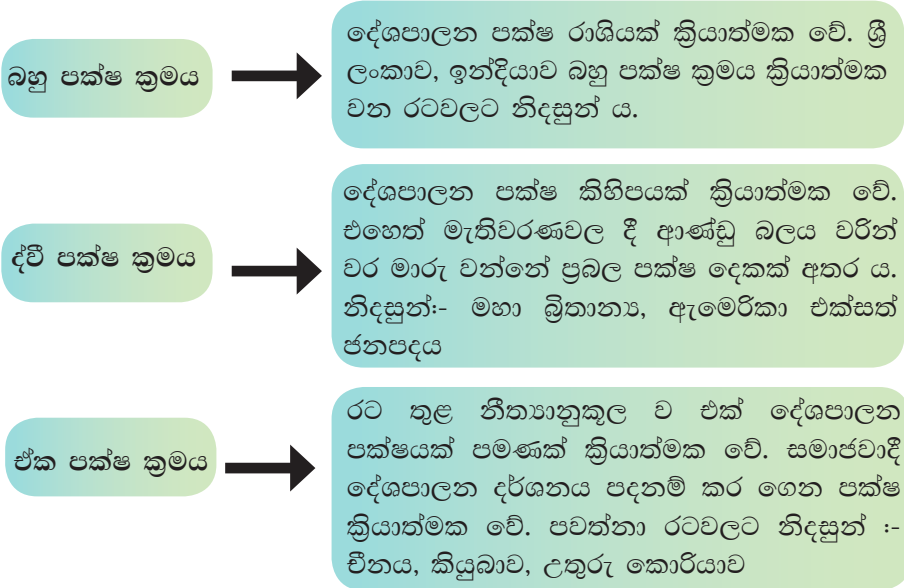 බහු පක්ෂ ක්‍රමය
දේශපාලන පක්ෂ රාශියක් ක්‍රියාත්මක වේ. ශ්‍රී
ලංකාව, ඉන්දියාව බහු පක්ෂ ක්‍රමය ක්‍රියාත්මක
වන රටවලට නිදසුන් ය.
ද්වී පක්ෂ ක්‍රමය
දේශපාලන පක්ෂ කිහිපයක් ක්‍රියාත්මක වේ.
එහෙත් මැතිවරණවල දී ආණ්ඩු බලය වරින්
වර මාරු වන්නේ ප්‍රබල පක්ෂ දෙකක් අතර ය.
නිදසුන්:- මහා බ්‍රිතාන්‍ය, ඇමෙරිකා එක්සත්
ජනපදය
ඒක පක්ෂ ක්‍රමය
රට තුළ නීත්‍යානුකූල ව එක් දේශපාලන
පක්ෂයක් පමණක් ක්‍රියාත්මක වේ. සමාජවාදී
දේශපාලන දර්ශනය පදනම් කර ගෙන පක්ෂ
ක්‍රියාත්මක වේ. පවත්නා රටවලට නිදසුන් :-
චීනය, කියුබාව, උතුරු කොරියාව